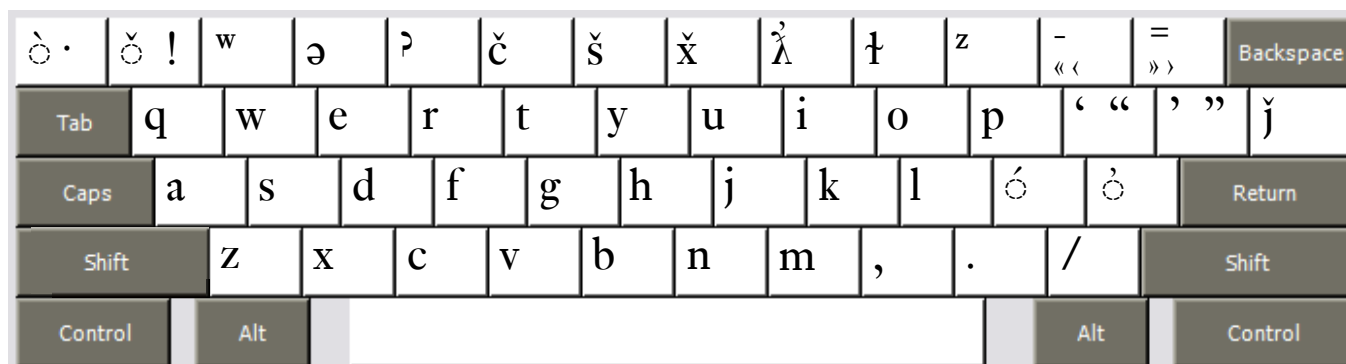 ◌̀ · ◌̌ ! ʷ ə ˀ č š x̌ ƛ̓ ɫ ᶻ - « ‹ = » › Backspace
Tab q w e r t y u i o p ‘ “ ’ ” ǰ
Caps a s d f g h j k l ◌́ ◌̓ Return
Shift z x c v b n m , . / Shift
Control Alt Alt Control